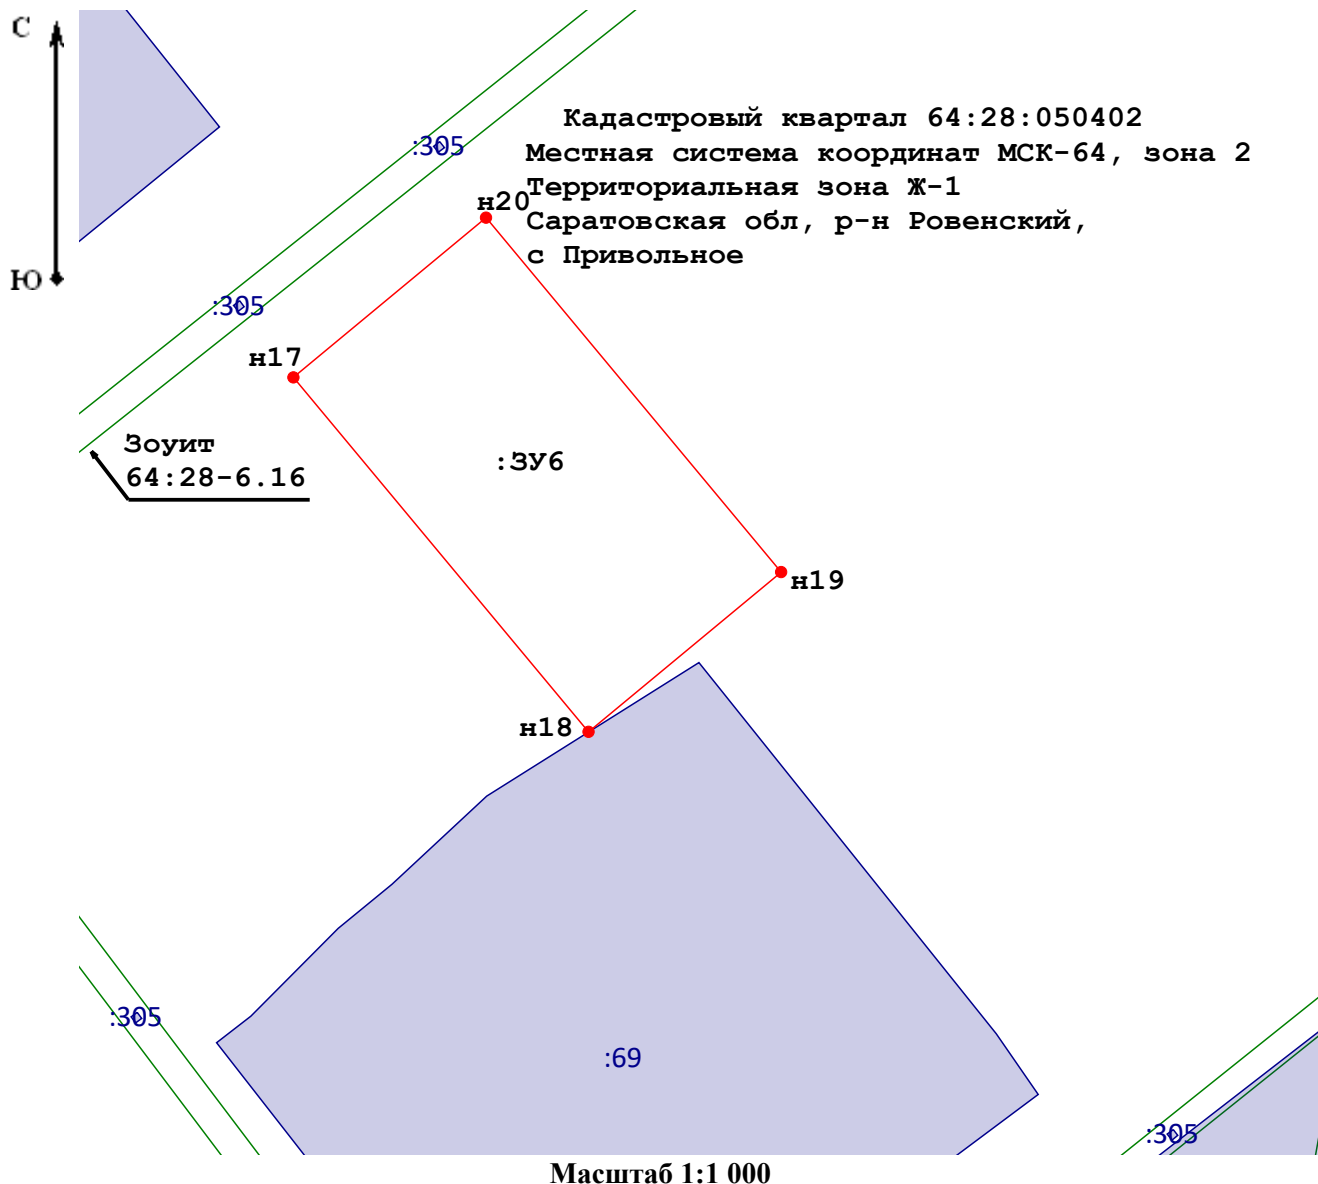 С
Ю
Кадастровый квартал 64:28:050402
Местная система координат МСК-64, зона 2
Территориальная зона Ж-1
Саратовская обл, р-н Ровенский,
с Привольное
:305
н20
:305
н17
Зоуит
64:28-6.16
:ЗУ6
н19
н18
:305
:69
:305
Масштаб 1:1 000